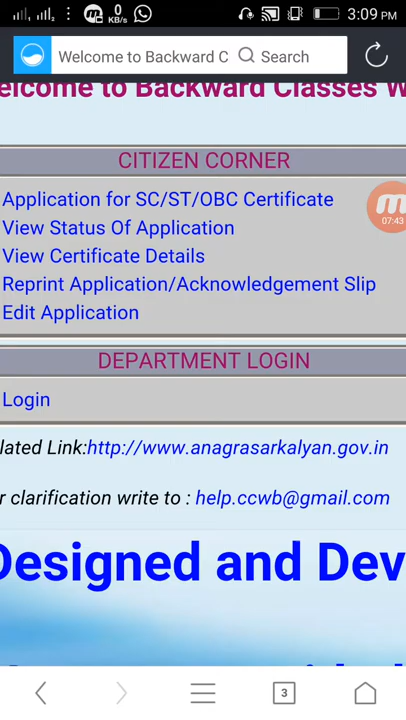 0 KB/s 3:09 PM
Welcome to Backward C Search
elcome to Backward Classes W
CITIZEN CORNER
Application for SC/ST/OBC Certificate
View Status Of Application
07:43
View Certificate Details
Reprint Application/Acknowledgement Slip
Edit Application
DEPARTMENT LOGIN
Login
lated Link:http://www.anagrasarkalyan.gov.in
r clarification write to : help.ccwb@gmail.com
Designed and Dev
3